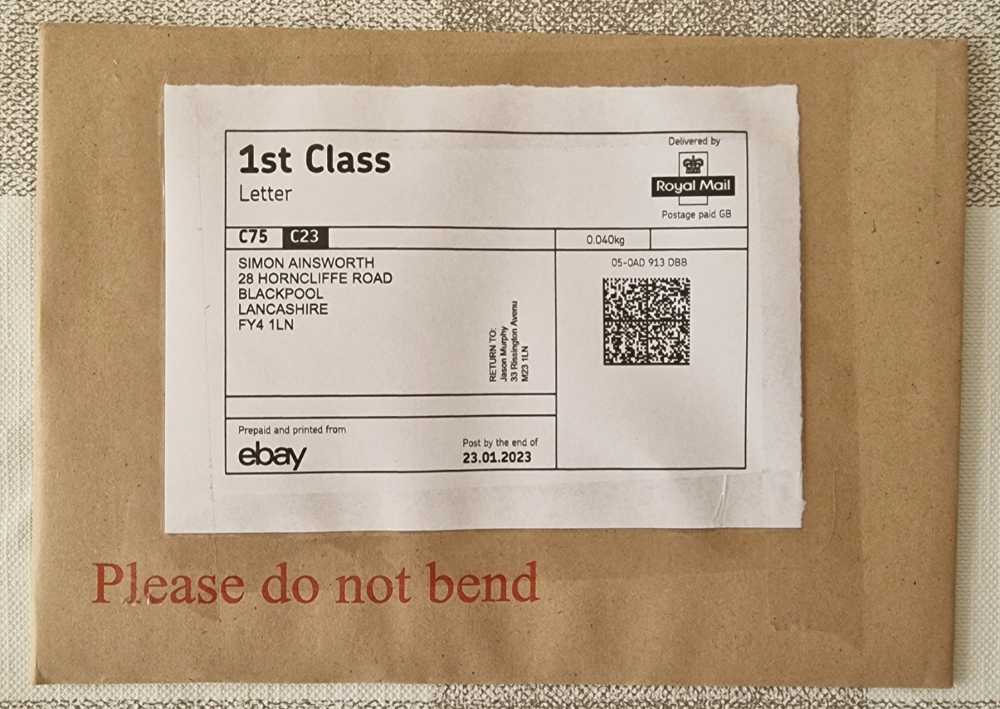 1st Class
Letter
Delivered by
Royal Mail
Postage paid GB
C75 C23
0.040kg
SIMON AINSWORTH
28 HORNCLIFFE ROAD
BLACKPOOL
LANCASHIRE
FY4 1LN
RETURN TO:
Jason Murphy
33 Rissington Avenu
M23 1LN
05-0AD 913 DBB
Prepaid and printed from
ebay
Post by the end of
23.01.2023
Please do not bend